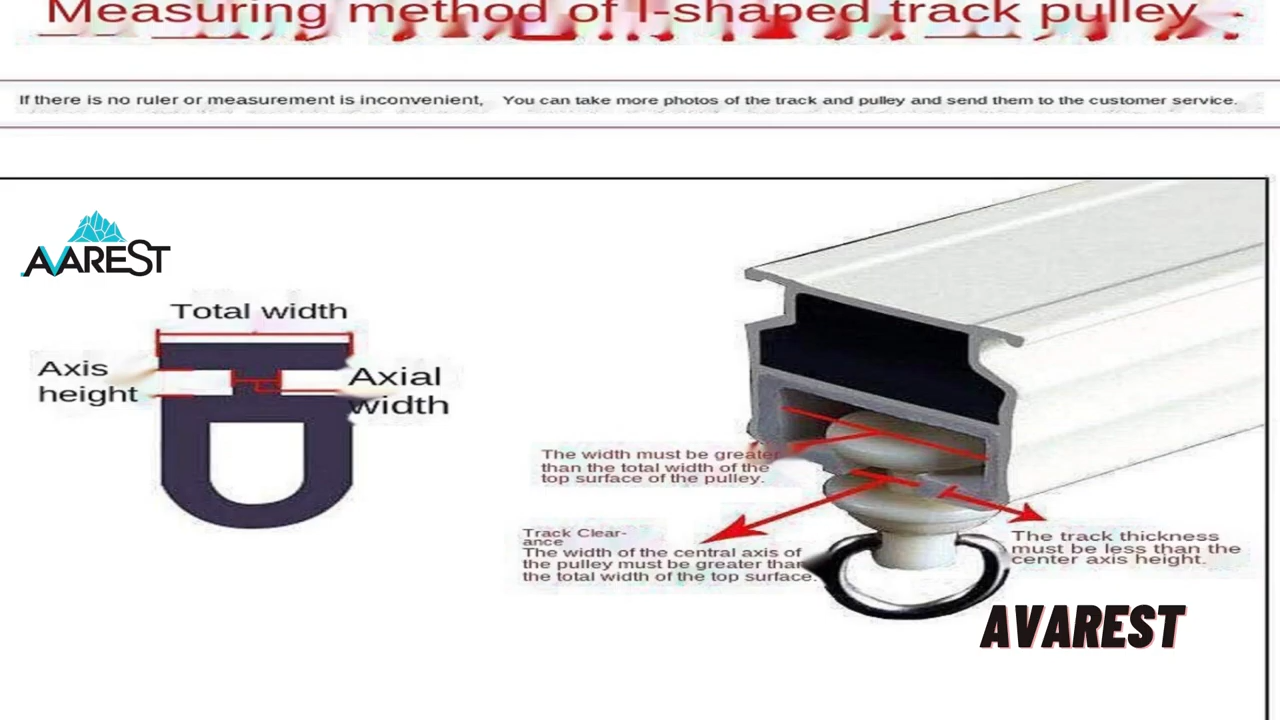 Measuring method of I-shaped track pulley
If there is no ruler or measurement is inconvenient, You can take more photos of the track and pulley and send them to the customer service.
AVAREST
Total width
Axis
height
Axial
width
The width must be greater
than the total width of the
top surface of the pulley.
Track Clear-
ance
The width of the central axis of
the pulley must be greater than
the total width of the top surface.
The track thickness
must be less than the
center axis height.
AVAREST